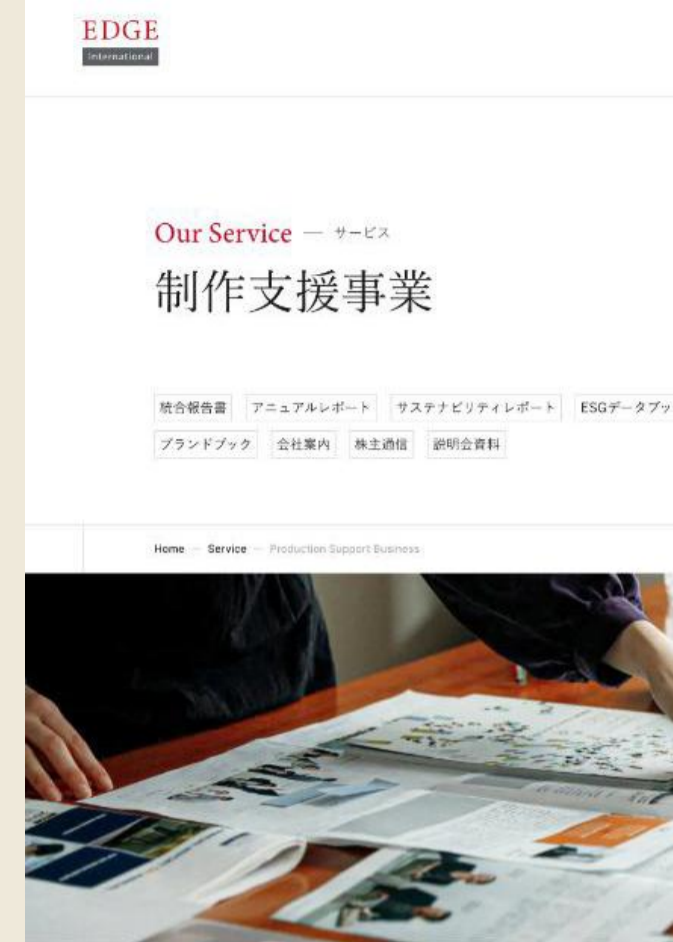 EDGE
International
Our Service — サービス
制作支援事業
統合報告書 アニュアルレポート サステナビリティレポート ESGデータブッ
ブランドブック 会社案内 株主通信 説明会資料
Home — Service — Production Support Business